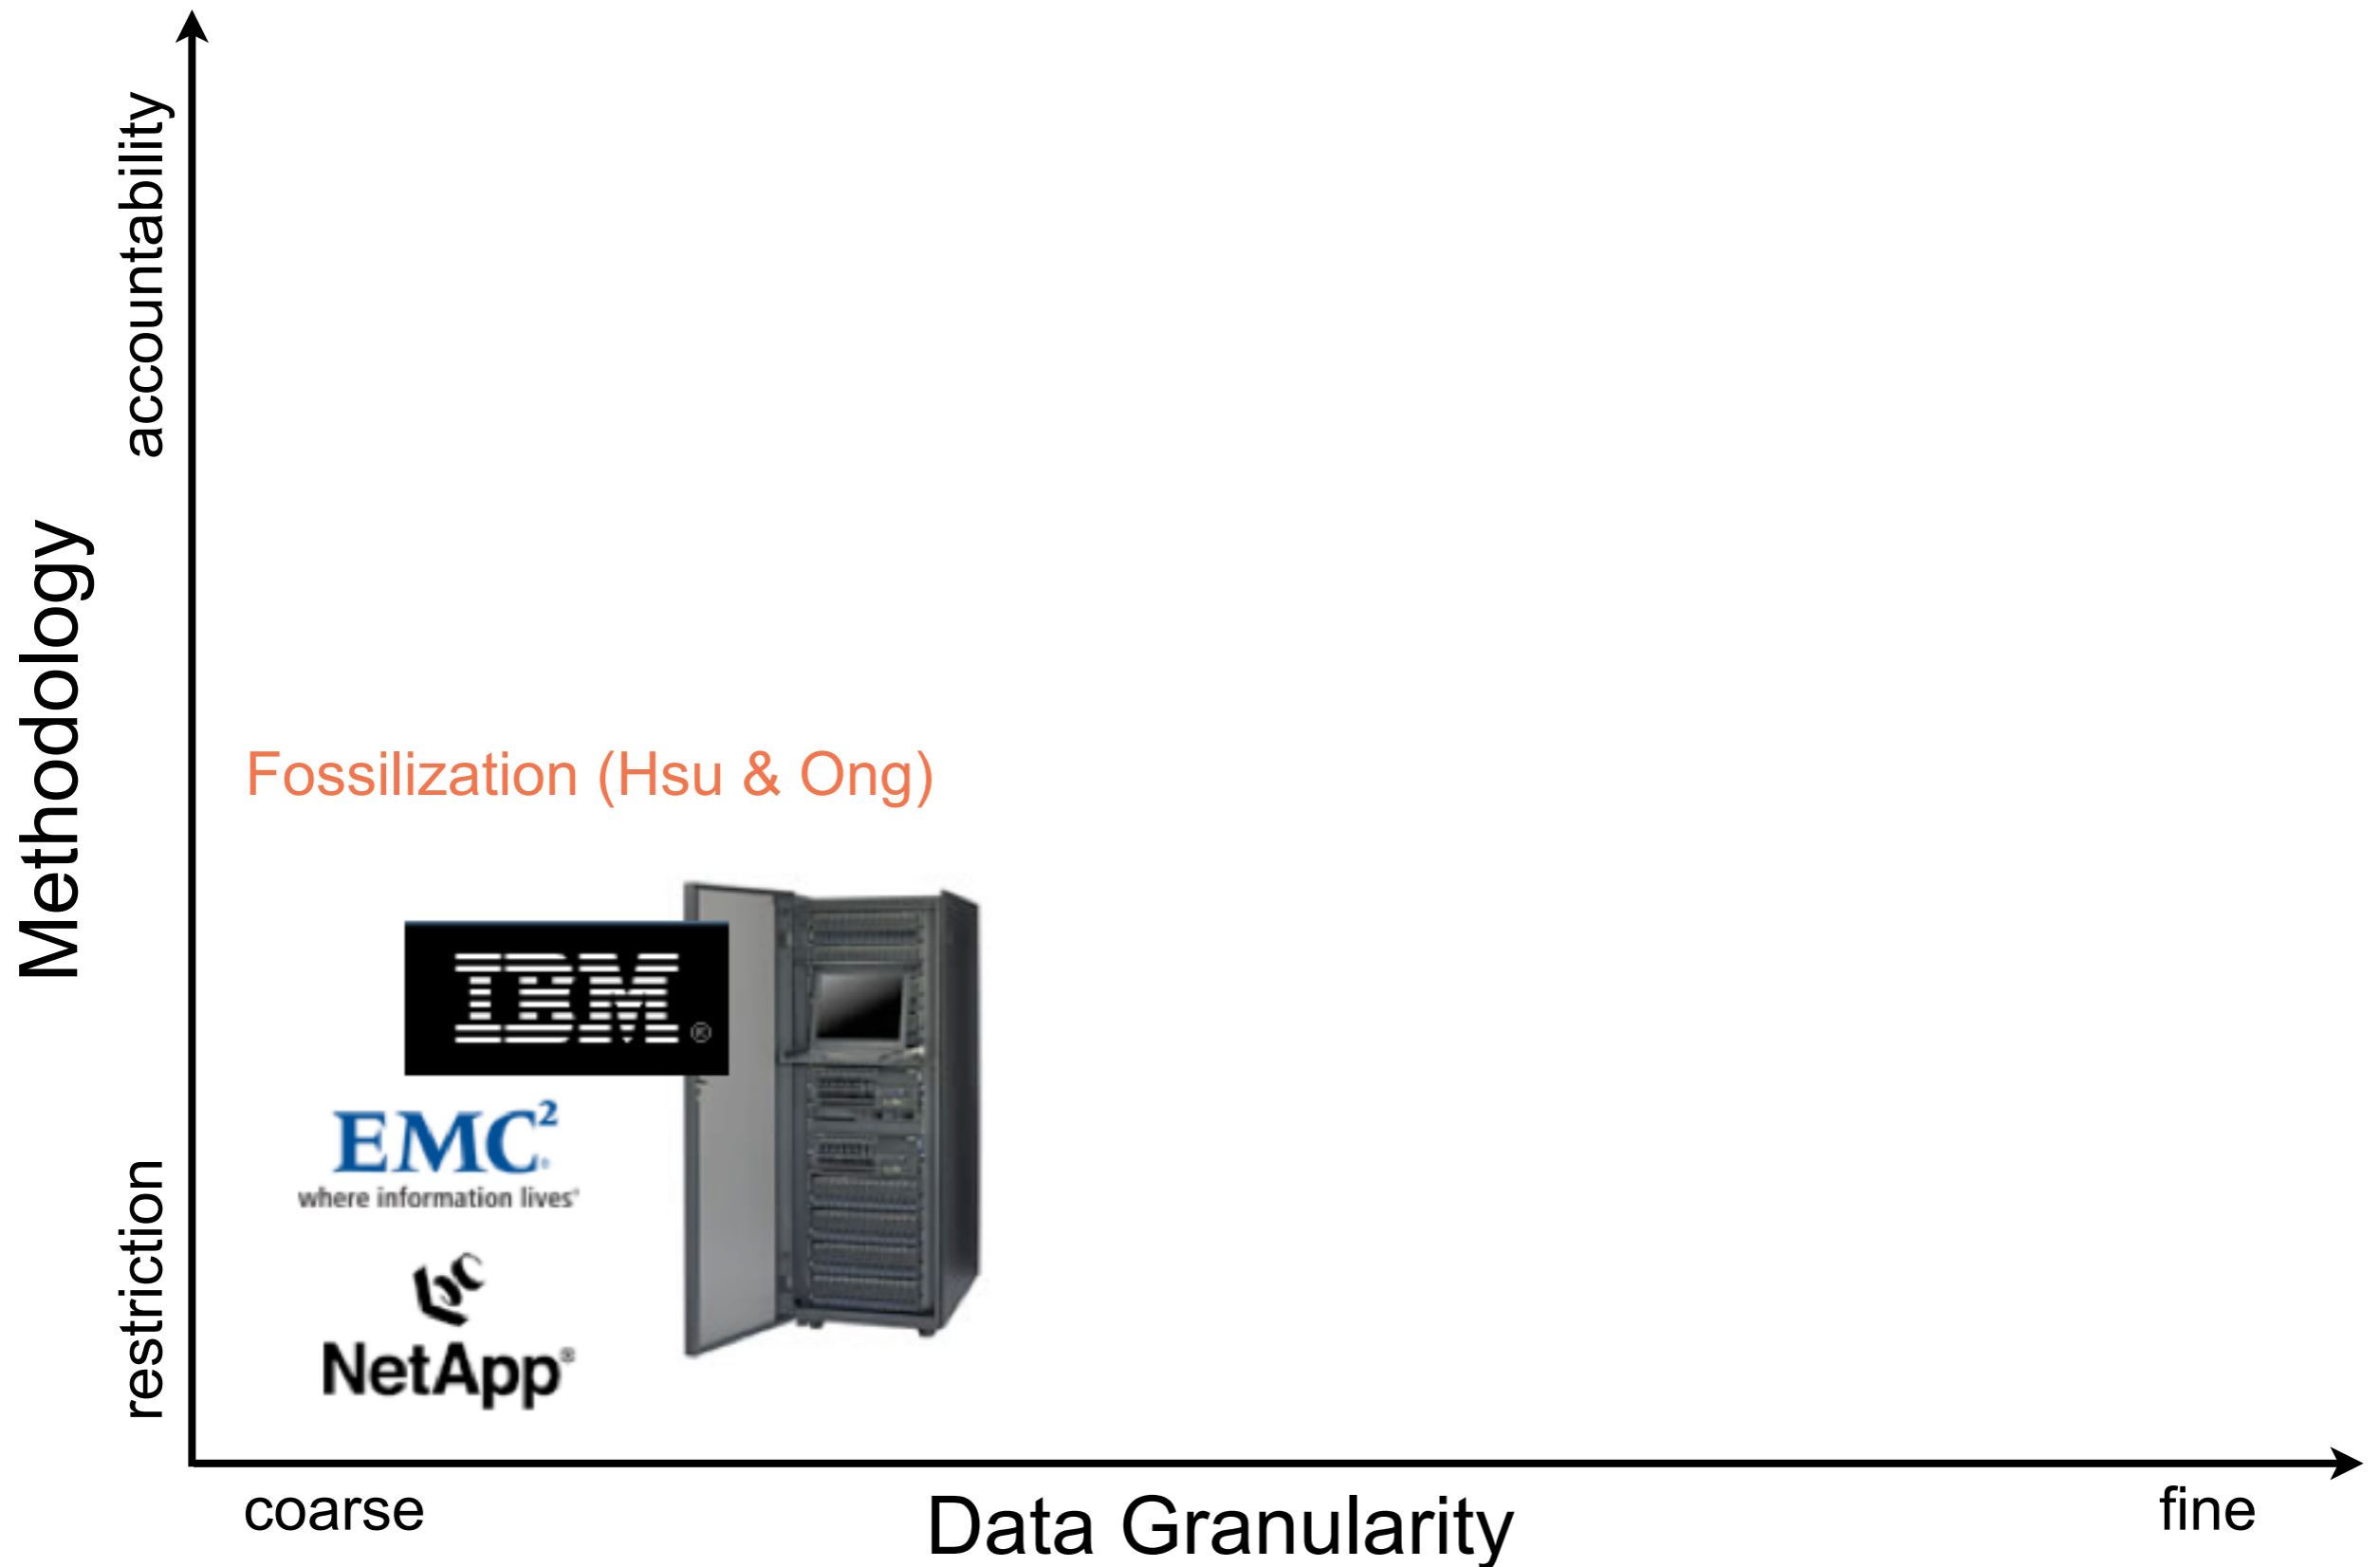 accountability
Methodology
Fossilization (Hsu & Ong)
IBM®
EMC²
where information lives®
NetApp®
restriction
coarse
Data Granularity
fine